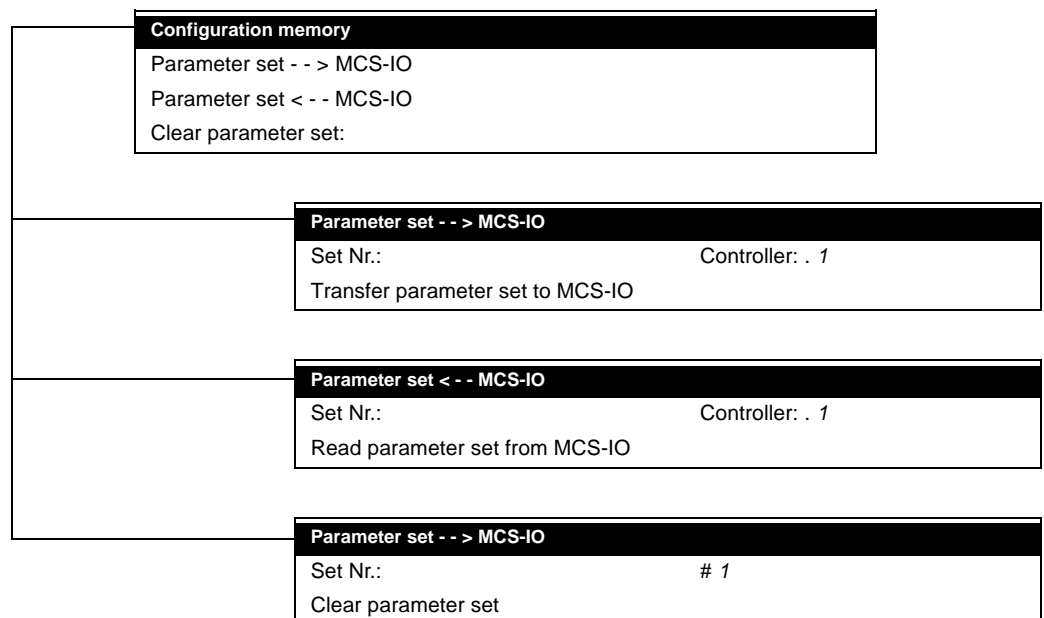 Configuration memory
Parameter set - - > MCS-IO
Parameter set < - - MCS-IO
Clear parameter set:
Parameter set - - > MCS-IO
Set Nr.: Controller: . 1
Transfer parameter set to MCS-IO
Parameter set < - - MCS-IO
Set Nr.: Controller: . 1
Read parameter set from MCS-IO
Parameter set - - > MCS-IO
Set Nr.: # 1
Clear parameter set